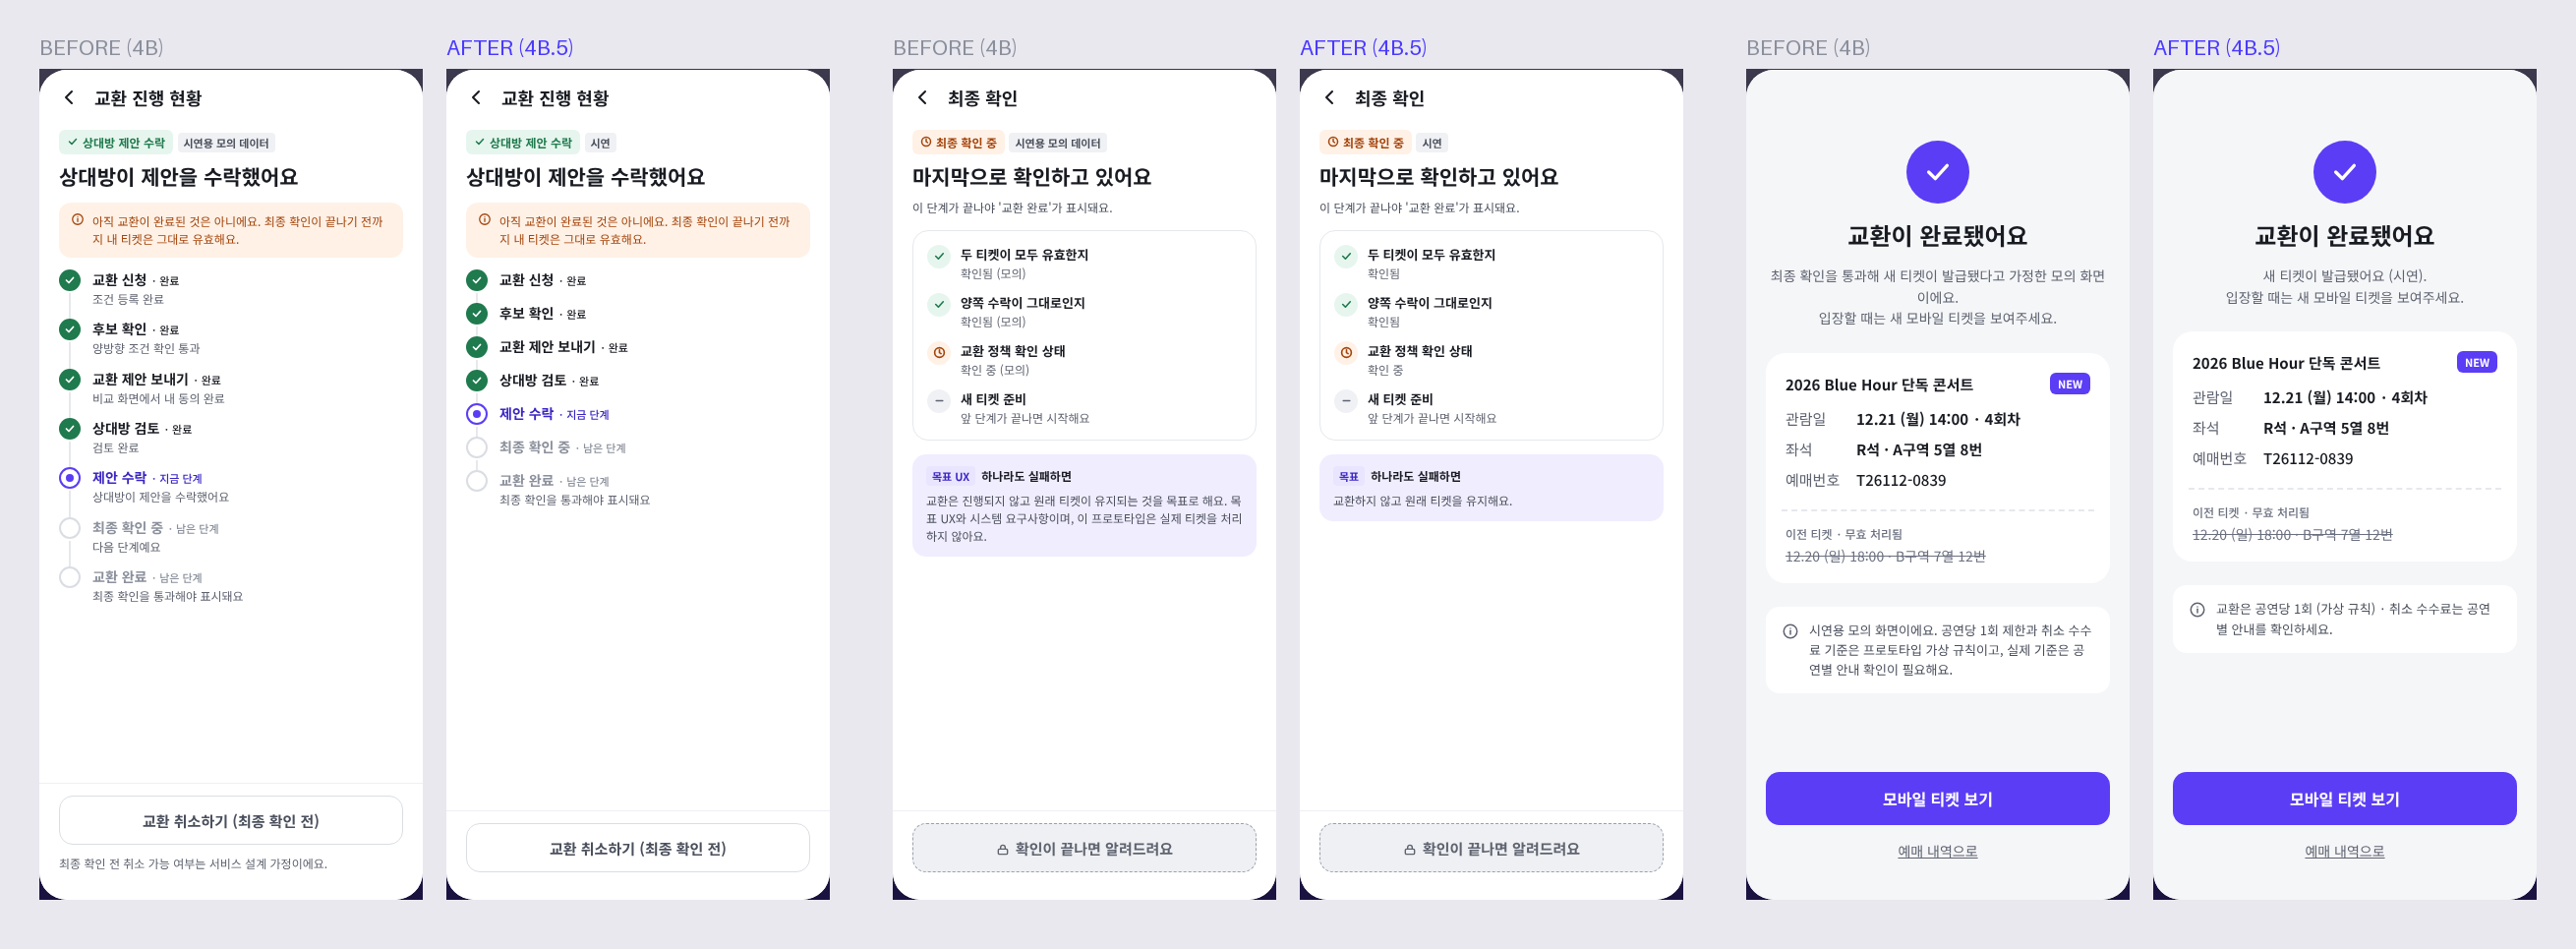 BEFORE (4B)
교환 진행 현황
상대방 제안 수락 시연용 모의 데이터
상대방이 제안을 수락했어요
아직 교환이 완료된 것은 아니에요. 최종 확인이 끝나기 전까
지 내 티켓은 그대로 유효해요.
교환 신청 · 완료
조건 등록 완료
후보 확인 · 완료
양방향 조건 확인 통과
교환 제안 보내기 · 완료
비교 화면에서 내 동의 완료
상대방 검토 · 완료
검토 완료
제안 수락 · 지금 단계
상대방이 제안을 수락했어요
최종 확인 중 · 남은 단계
다음 단계예요
교환 완료 · 남은 단계
최종 확인을 통과해야 표시돼요
교환 취소하기 (최종 확인 전)
최종 확인 전 취소 가능 여부는 서비스 설계 가정이에요.
AFTER (4B.5)
교환 진행 현황
상대방 제안 수락 시연
상대방이 제안을 수락했어요
아직 교환이 완료된 것은 아니에요. 최종 확인이 끝나기 전까
지 내 티켓은 그대로 유효해요.
교환 신청 · 완료
후보 확인 · 완료
교환 제안 보내기 · 완료
상대방 검토 · 완료
제안 수락 · 지금 단계
최종 확인 중 · 남은 단계
교환 완료 · 남은 단계
최종 확인을 통과해야 표시돼요
교환 취소하기 (최종 확인 전)
BEFORE (4B)
최종 확인
최종 확인 중 시연용 모의 데이터
마지막으로 확인하고 있어요
이 단계가 끝나야 '교환 완료'가 표시돼요.
두 티켓이 모두 유효한지
확인됨 (모의)
양쪽 수락이 그대로인지
확인됨 (모의)
교환 정책 확인 상태
확인 중 (모의)
새 티켓 준비
앞 단계가 끝나면 시작해요
목표 UX 하나라도 실패하면
교환은 진행되지 않고 원래 티켓이 유지되는 것을 목표로 해요. 목
표 UX와 시스템 요구사항이며, 이 프로토타입은 실제 티켓을 처리
하지 않아요.
확인이 끝나면 알려드려요
AFTER (4B.5)
최종 확인
최종 확인 중 시연
마지막으로 확인하고 있어요
이 단계가 끝나야 '교환 완료'가 표시돼요.
두 티켓이 모두 유효한지
확인됨
양쪽 수락이 그대로인지
확인됨
교환 정책 확인 상태
확인 중
새 티켓 준비
앞 단계가 끝나면 시작해요
목표 하나라도 실패하면
교환하지 않고 원래 티켓을 유지해요.
확인이 끝나면 알려드려요
BEFORE (4B)
교환이 완료됐어요
최종 확인을 통과해 새 티켓이 발급됐다고 가정한 모의 화면
이에요.
입장할 때는 새 모바일 티켓을 보여주세요.
2026 Blue Hour 단독 콘서트 NEW
관람일 12.21 (월) 14:00 · 4회차
좌석 R석 · A구역 5열 8번
예매번호 T26112-0839
이전 티켓 · 무효 처리됨
12.20 (일) 18:00 · B구역 7열 12번
시연용 모의 화면이에요. 공연당 1회 제한과 취소 수수
료 기준은 프로토타입 가상 규칙이고, 실제 기준은 공
연별 안내 확인이 필요해요.
모바일 티켓 보기
예매 내역으로
AFTER (4B.5)
교환이 완료됐어요
새 티켓이 발급됐어요 (시연).
입장할 때는 새 모바일 티켓을 보여주세요.
2026 Blue Hour 단독 콘서트 NEW
관람일 12.21 (월) 14:00 · 4회차
좌석 R석 · A구역 5열 8번
예매번호 T26112-0839
이전 티켓 · 무효 처리됨
12.20 (일) 18:00 · B구역 7열 12번
교환은 공연당 1회 (가상 규칙) · 취소 수수료는 공연
별 안내를 확인하세요.
모바일 티켓 보기
예매 내역으로